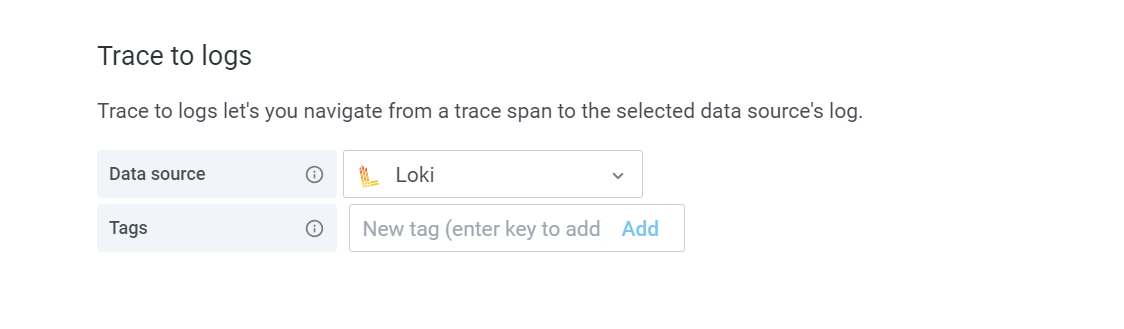 Trace to logs
Trace to logs let's you navigate from a trace span to the selected data source's log.
Data source
Loki
Tags
New tag (enter key to add
Add